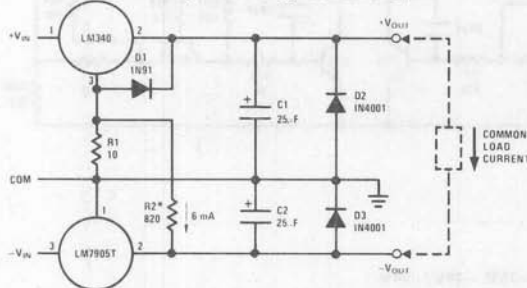 LM340
+VIN
1
2
+VOUT
3
D1
1N91
C1
25µF
D2
IN4001
R1
10
COMMON
LOAD
CURRENT
COM
1
R2*
820
6 mA
C2
25µF
D3
1N4001
-VIN
3
LM7905T
2
-VOUT